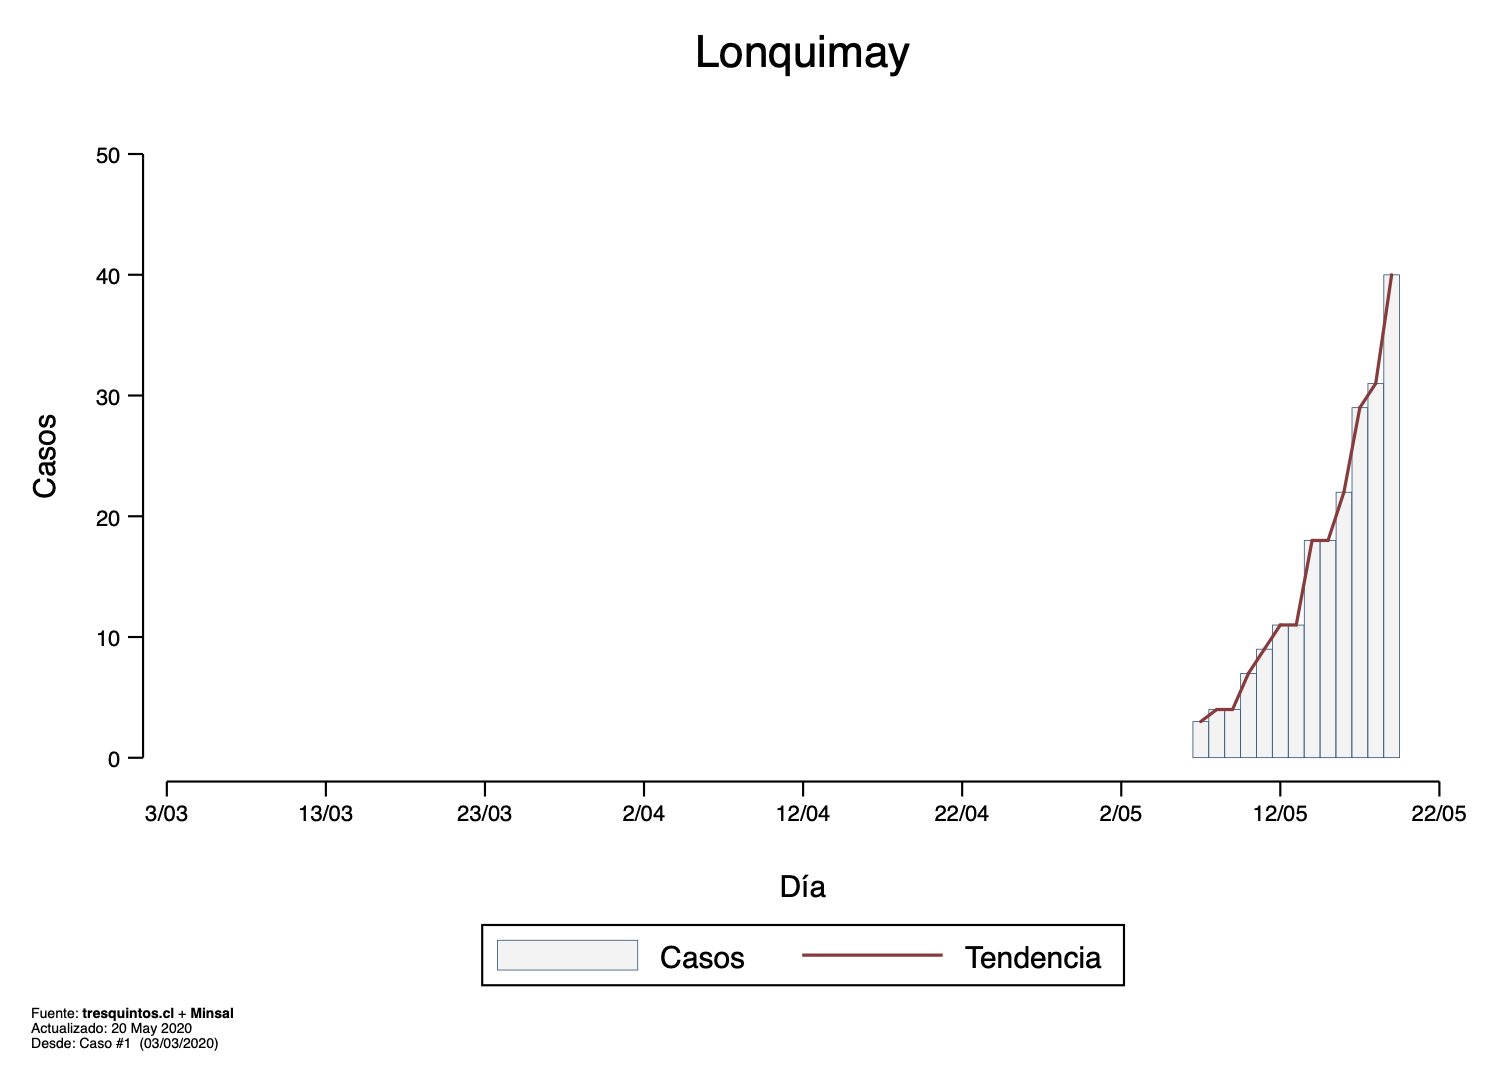 Lonquimay
50
40
30
20
10
0
Casos
3/03 13/03 23/03 2/04 12/04 22/04 2/05 12/05 22/05
Día
Casos Tendencia
Fuente: tresquintos.cl + Minsal
Actualizado: 20 May 2020
Desde: Caso #1 (03/03/2020)